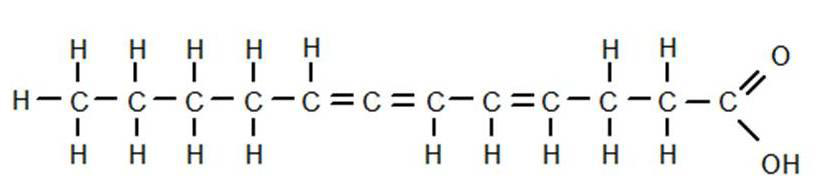 H H H H H H H O
H—C—C—C—C—C=C=C—C=C—C—C—C
H H H H H H H H H OH